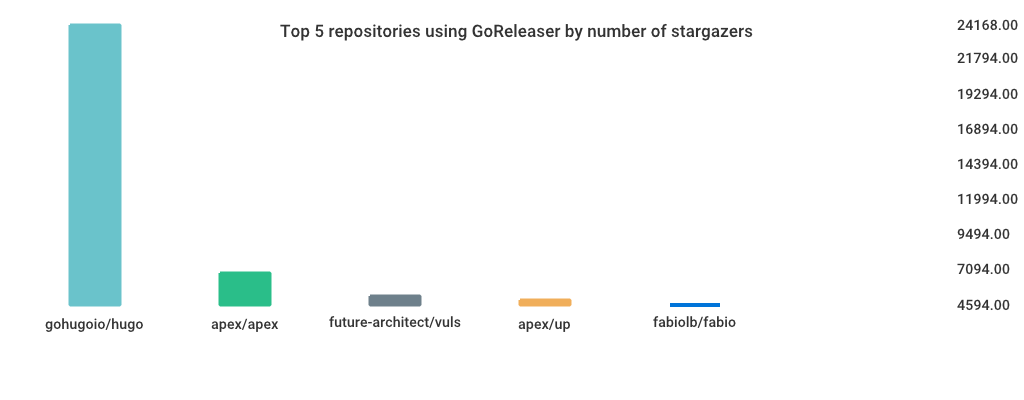 Top 5 repositories using GoReleaser by number of stargazers
24168.00
21794.00
19294.00
16894.00
14394.00
11994.00
9494.00
7094.00
4594.00
gohugoio/hugo
apex/apex
future-architect/vuls
apex/up
fabiolb/fabio